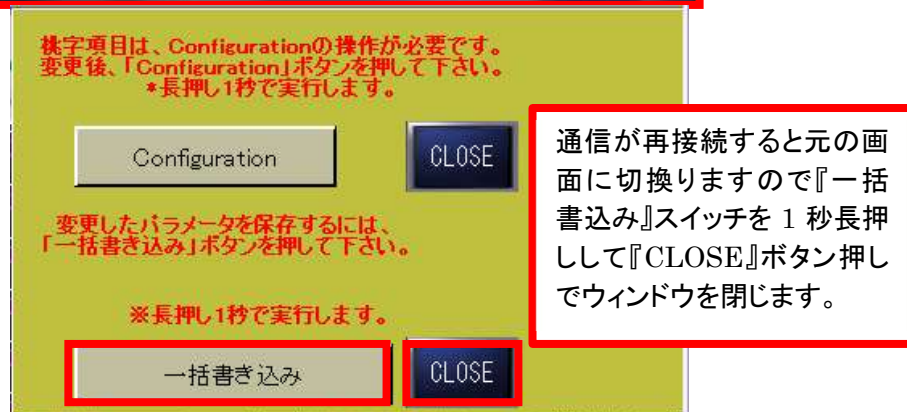 桃字項目は、Configurationの操作が必要です。
変更後、「Configuration」ボタンを押して下さい。
*長押し1秒で実行します。
Configuration
CLOSE
変更したパラメータを保存するには、
「一括書き込み」ボタンを押して下さい。
※長押し1秒で実行します。
一括書き込み
CLOSE
通信が再接続すると元の画
面に切換りますので『一括
書込み』スイッチを 1 秒長押
しして『CLOSE』ボタン押し
でウィンドウを閉じます。